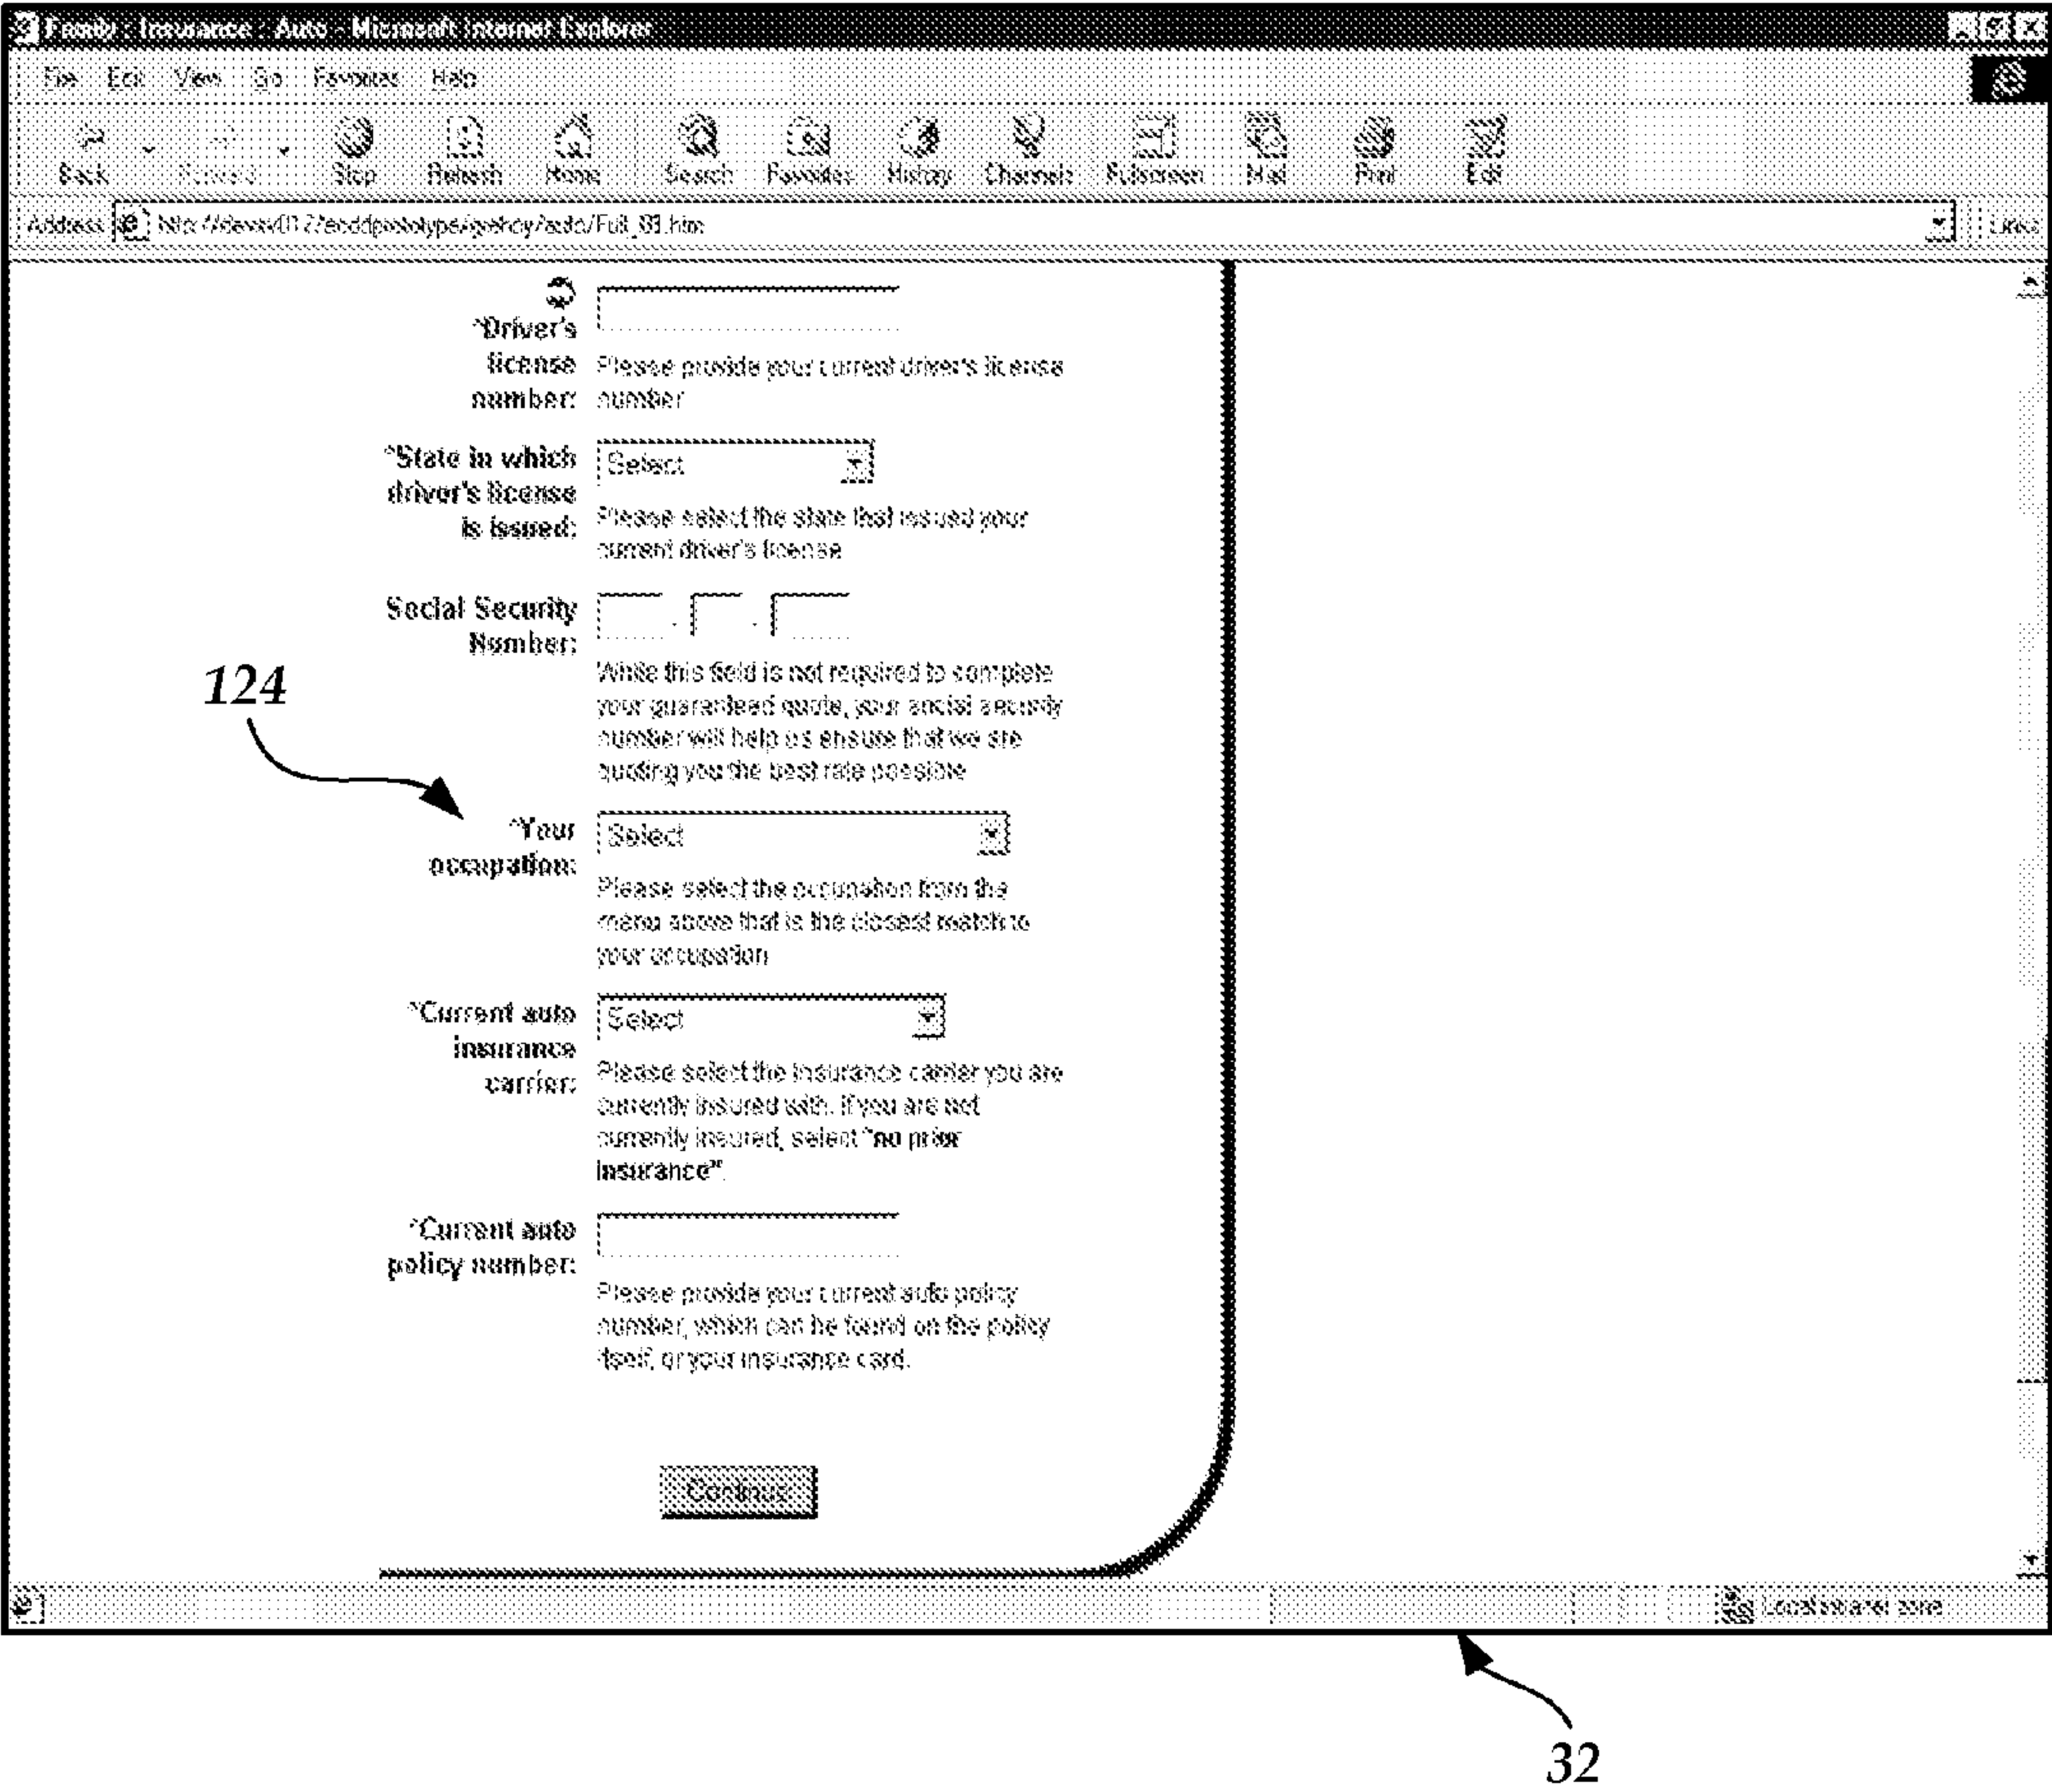 Family : Insurance : Auto - Microsoft Internet Explorer
File Edit View Go Favorites Help
Back Forward Stop Refresh Home Search Favorites History Channels Fullscreen Mail Print Edit
Address Links
*Driver's
license
number:
Please provide your current driver's license
number
*State in which
driver's license
is issued:
Select
Please select the state that issued your
current driver's license
Social Security
Number:
- -
While this field is not required to complete
your guaranteed quote, your social security
number will help us ensure that we are
quoting you the best rate possible
124
*Your
occupation:
Select
Please select the occupation from the
menu above that is the closest match to
your occupation
*Current auto
insurance
carrier:
Select
Please select the insurance carrier you are
currently insured with. If you are not
currently insured, select "no prior
insurance".
*Current auto
policy number:
Please provide your current auto policy
number, which can be found on the policy
itself, or your insurance card.
Continue
Local intranet zone
32